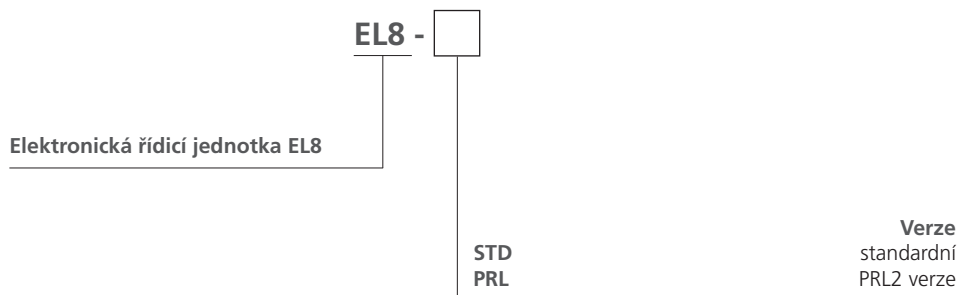 EL8 -
Elektronická řídicí jednotka EL8
Verze
STD standardní
PRL PRL2 verze